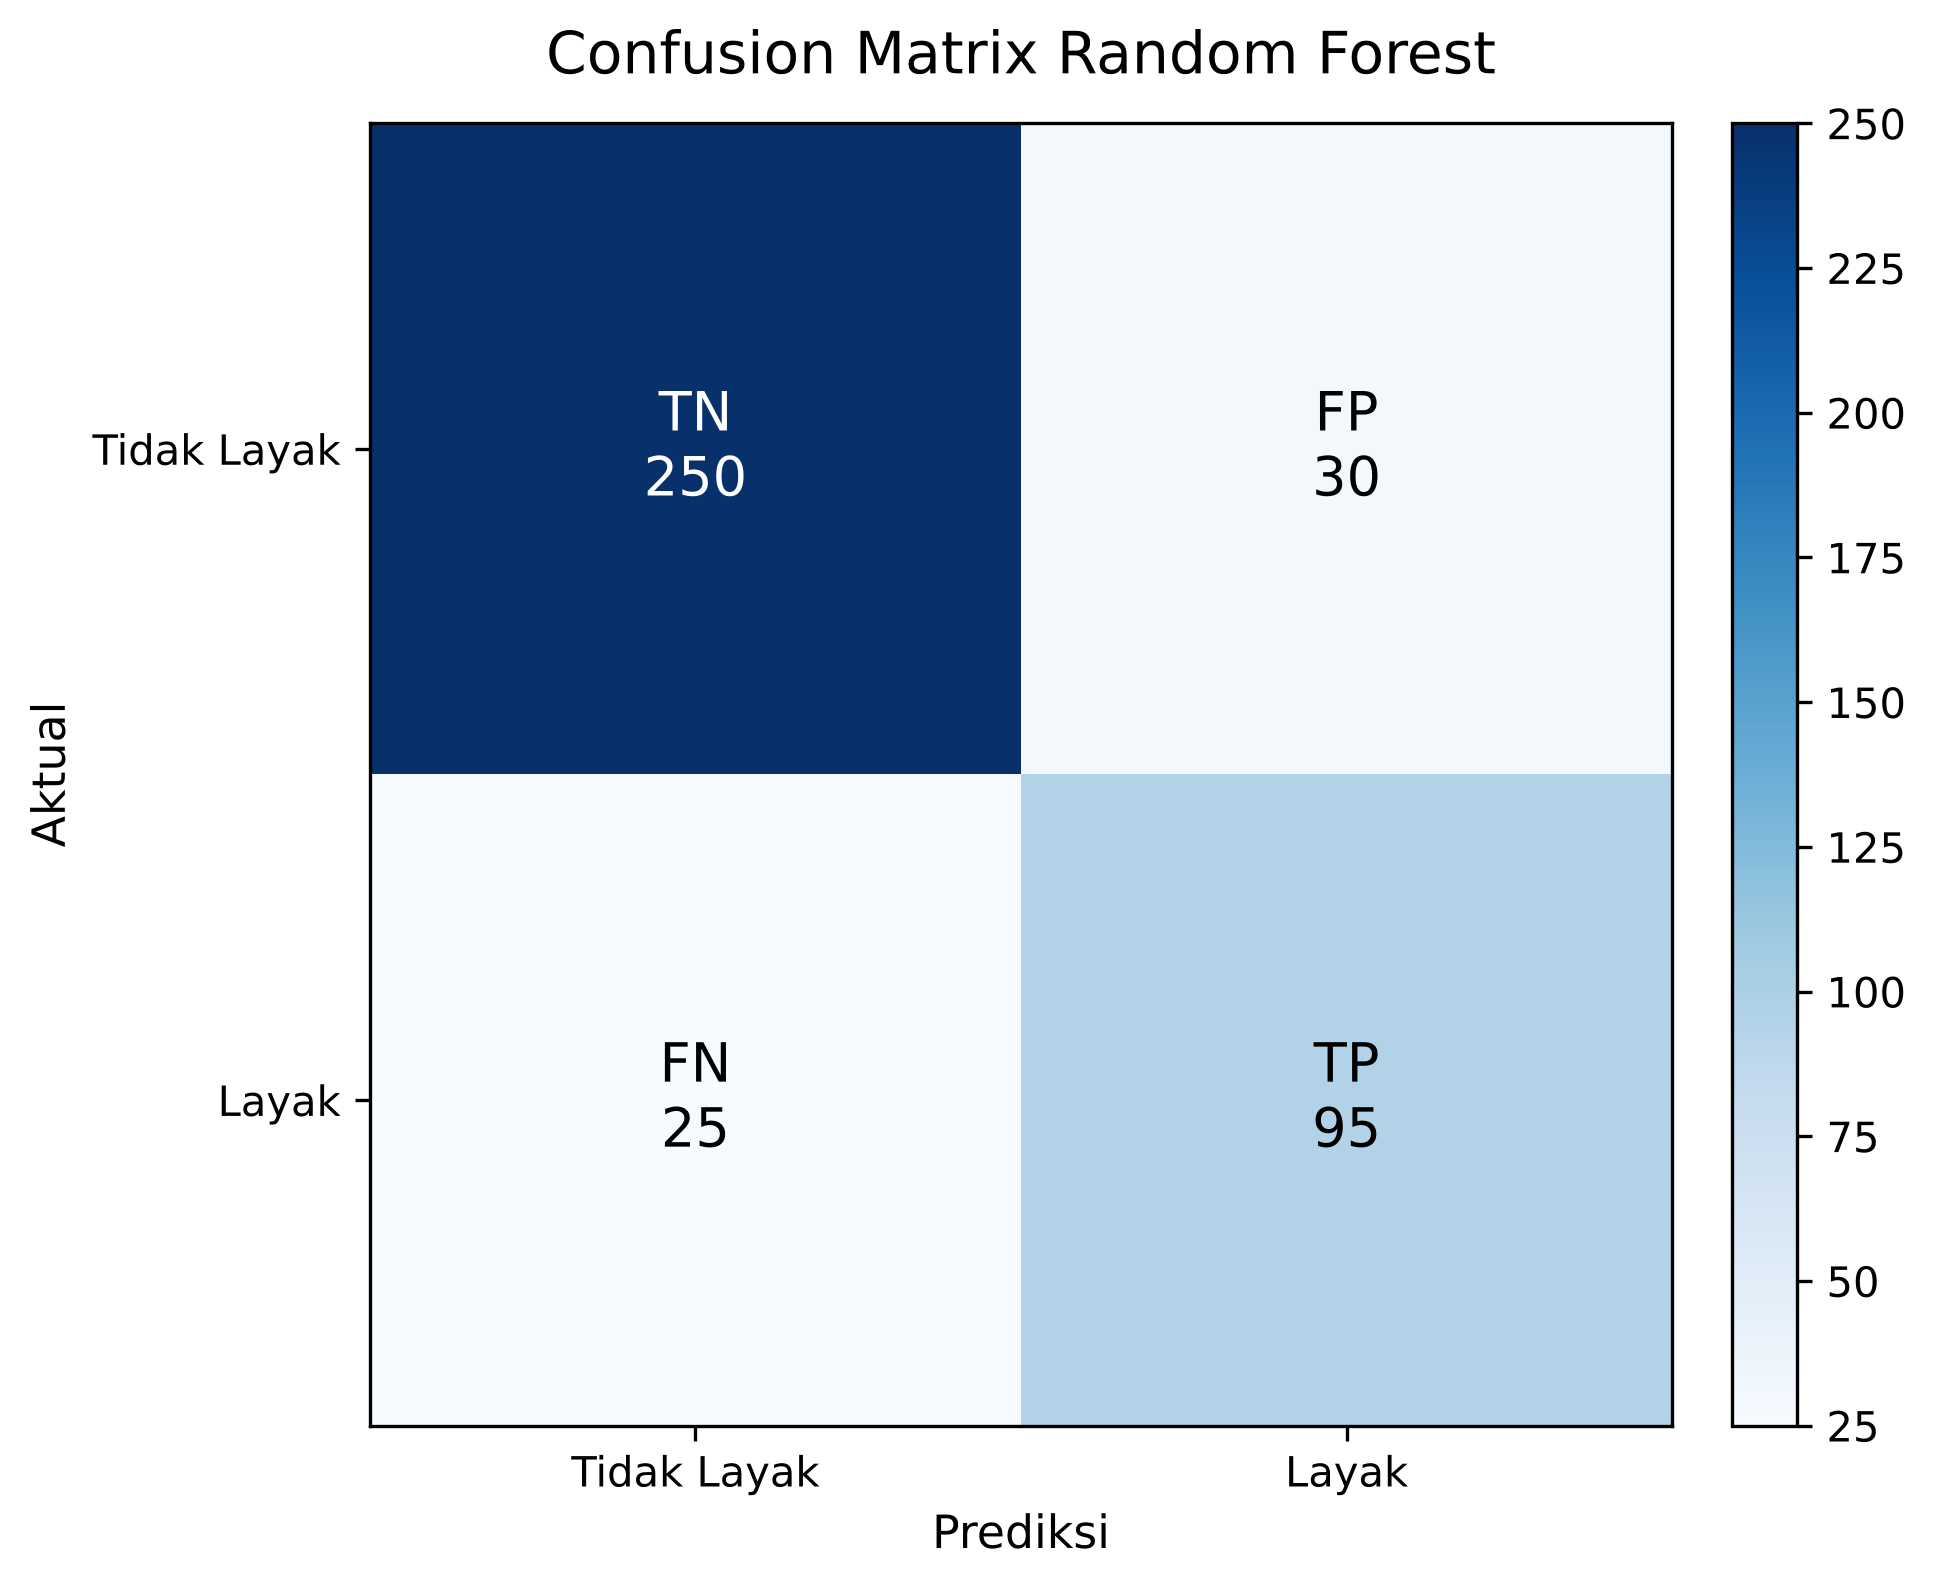 Confusion Matrix Random Forest
Aktual
Tidak Layak
Layak
TN
250
FP
30
FN
25
TP
95
Tidak Layak
Layak
Prediksi
250
225
200
175
150
125
100
75
50
25